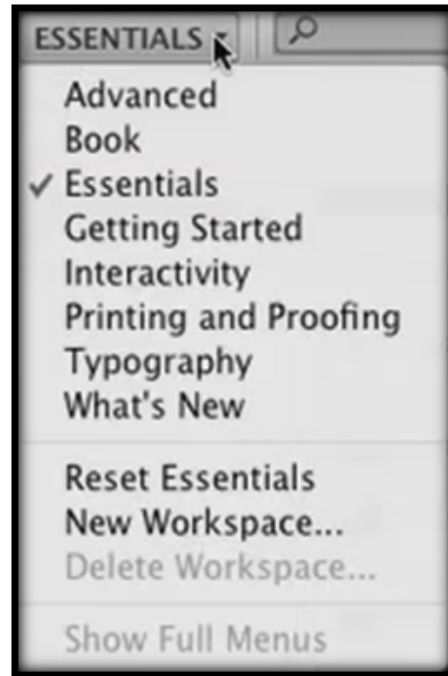 ESSENTIALS
Advanced
Book
Essentials
Getting Started
Interactivity
Printing and Proofing
Typography
What's New
Reset Essentials
New Workspace...
Delete Workspace...
Show Full Menus